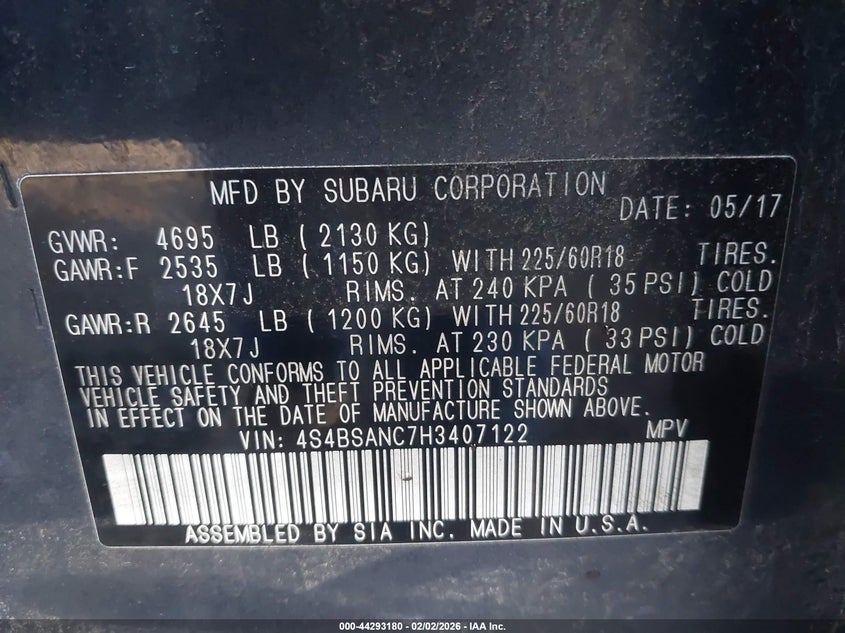 MFD BY SUBARU CORPORATION
DATE: 05/17
GVWR: 4695 LB ( 2130 KG)
GAWR:F 2535 LB ( 1150 KG) WITH 225/60R18 TIRES.
18X7J RIMS. AT 240 KPA ( 35 PSI) COLD
GAWR:R 2645 LB ( 1200 KG) WITH 225/60R18 TIRES.
18X7J RIMS. AT 230 KPA ( 33 PSI) COLD
THIS VEHICLE CONFORMS TO ALL APPLICABLE FEDERAL MOTOR
VEHICLE SAFETY AND THEFT PREVENTION STANDARDS
IN EFFECT ON THE DATE OF MANUFACTURE SHOWN ABOVE.
VIN: 4S4BSANC7H3407122 MPV
ASSEMBLED BY SIA INC. MADE IN U.S.A.
000-44293180 - 02/02/2026 - IAA Inc.